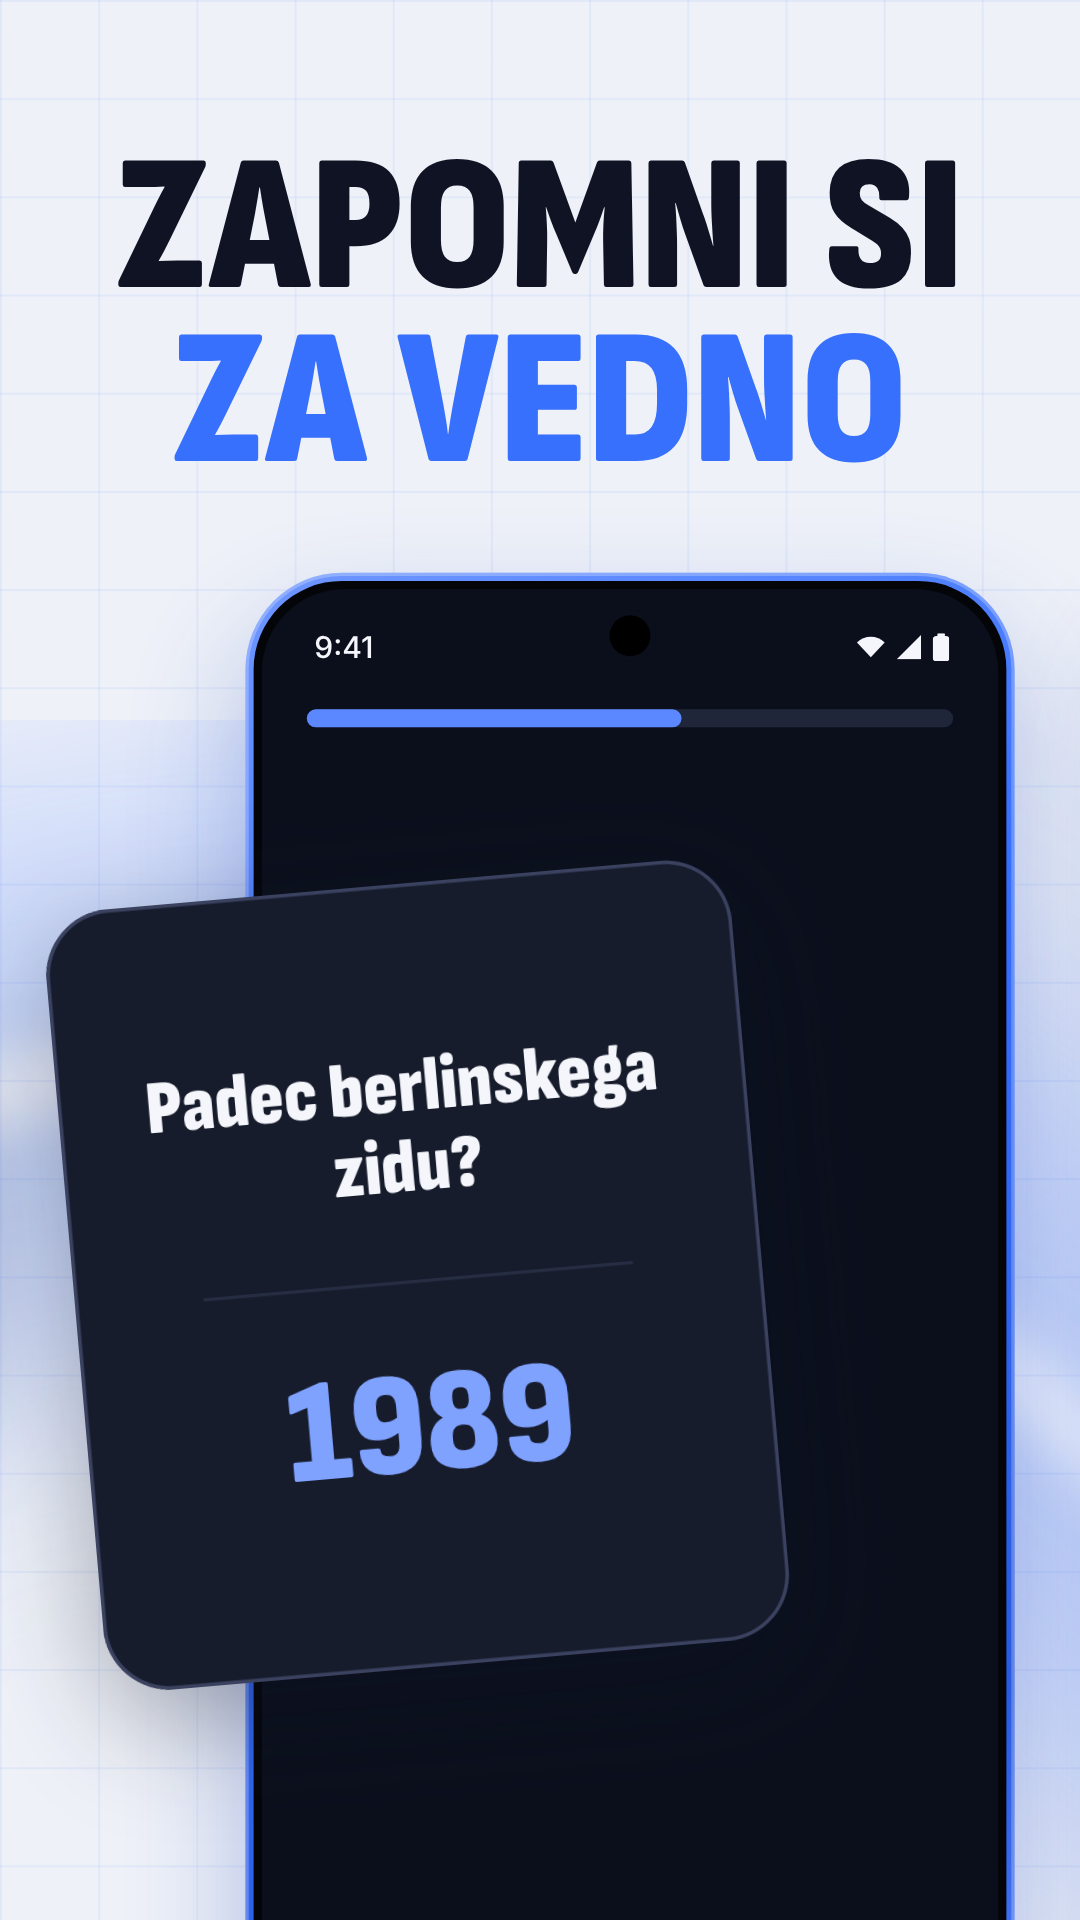 ZAPOMNI SI
ZA VEDNO
9:41
Padec berlinskega
zidu?
1989